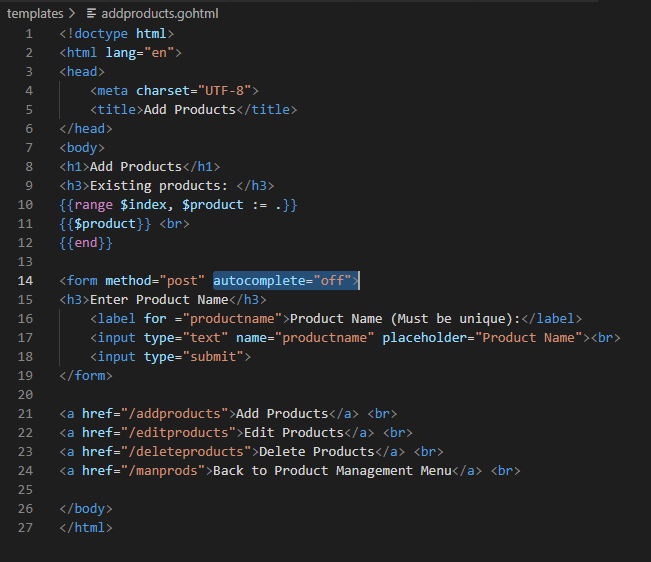 templates > addproducts.gohtml
1 <!doctype html>
2 <html lang="en">
3 <head>
4     <meta charset="UTF-8">
5     <title>Add Products</title>
6 </head>
7 <body>
8 <h1>Add Products</h1>
9 <h3>Existing products: </h3>
10 {{range $index, $product := .}}
11 {{$product}} <br>
12 {{end}}
13
14 <form method="post" autocomplete="off">
15 <h3>Enter Product Name</h3>
16     <label for ="productname">Product Name (Must be unique):</label>
17     <input type="text" name="productname" placeholder="Product Name"><br>
18     <input type="submit">
19 </form>
20
21 <a href="/addproducts">Add Products</a> <br>
22 <a href="/editproducts">Edit Products</a> <br>
23 <a href="/deleteproducts">Delete Products</a> <br>
24 <a href="/manprods">Back to Product Management Menu</a> <br>
25
26 </body>
27 </html>